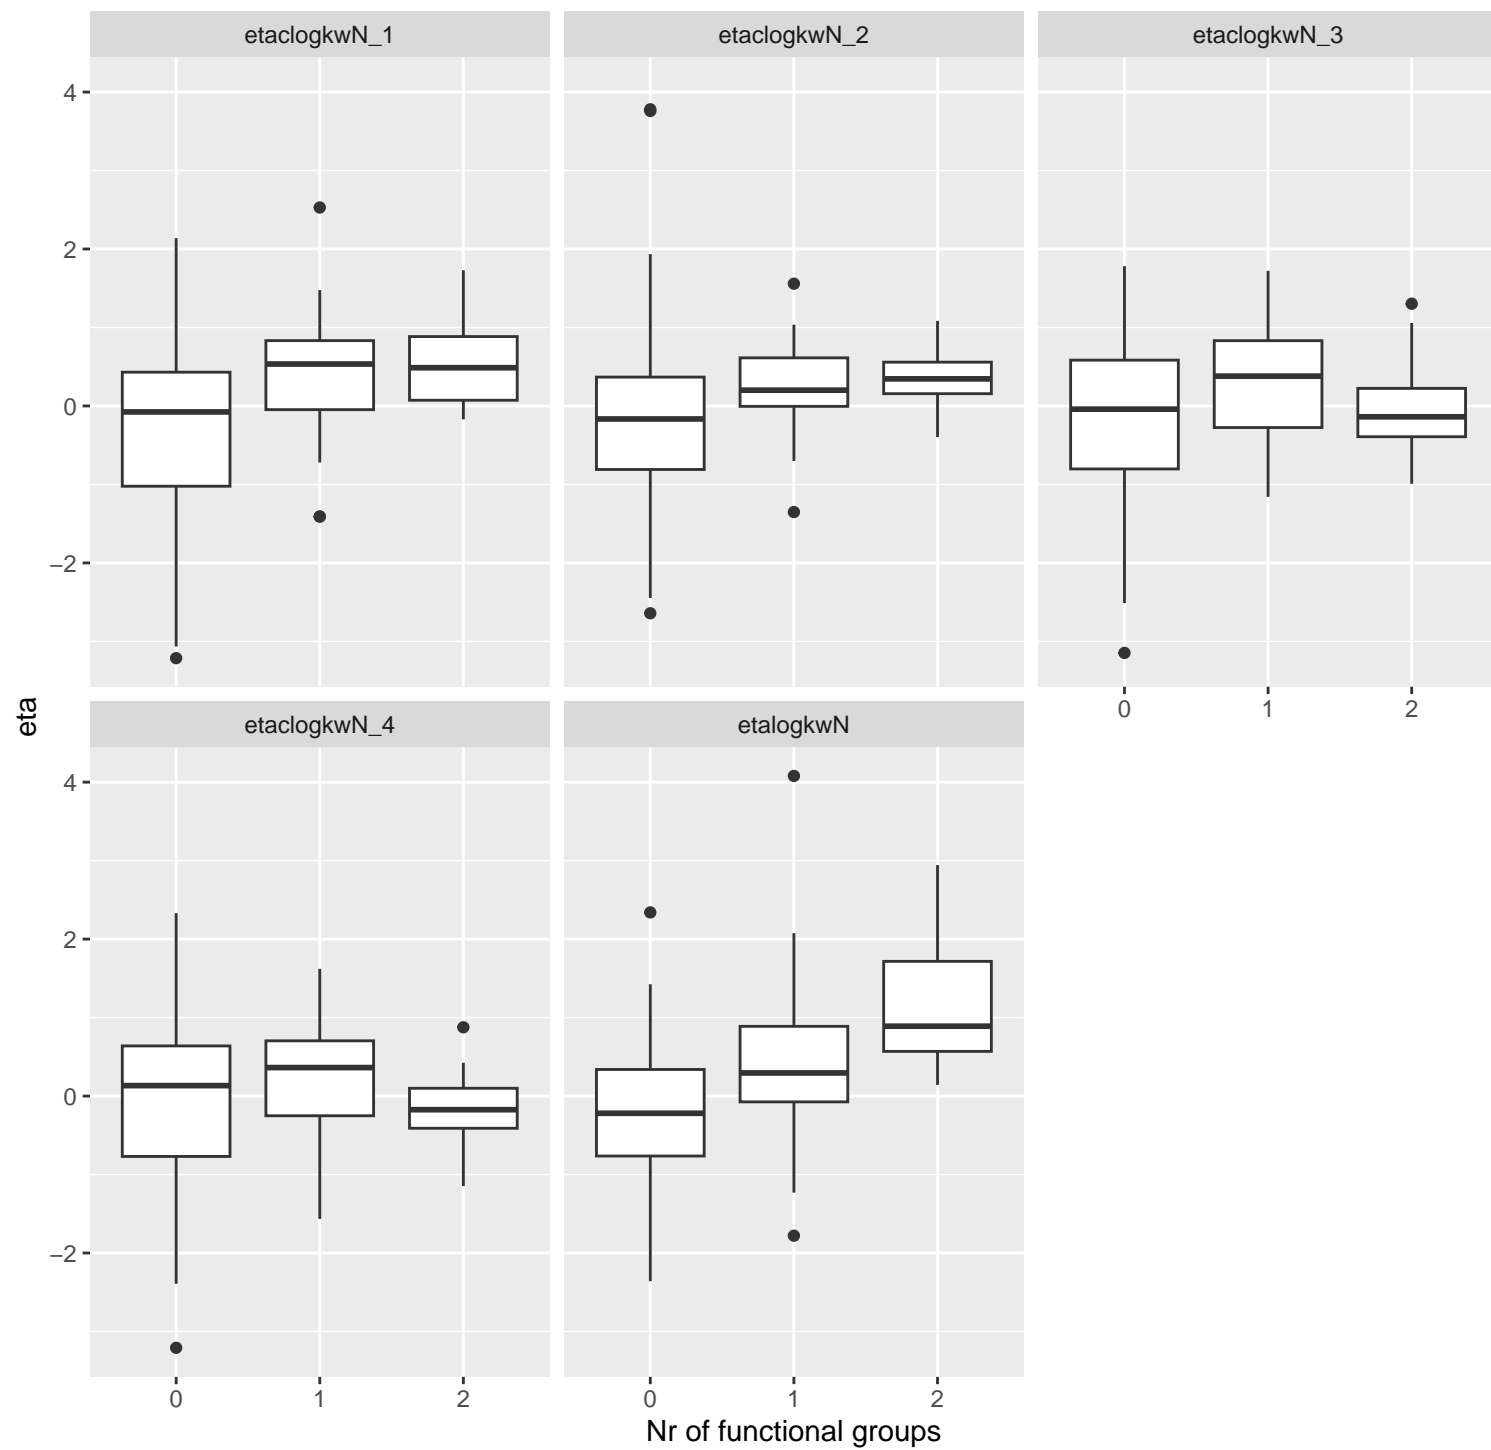 etaclogkwN_1 etaclogkwN_2 etaclogkwN_3
4
2
0
−2
0 1 2
eta
etaclogkwN_4 etalogkwN
4
2
0
−2
0 1 2 0 1 2
Nr of functional groups